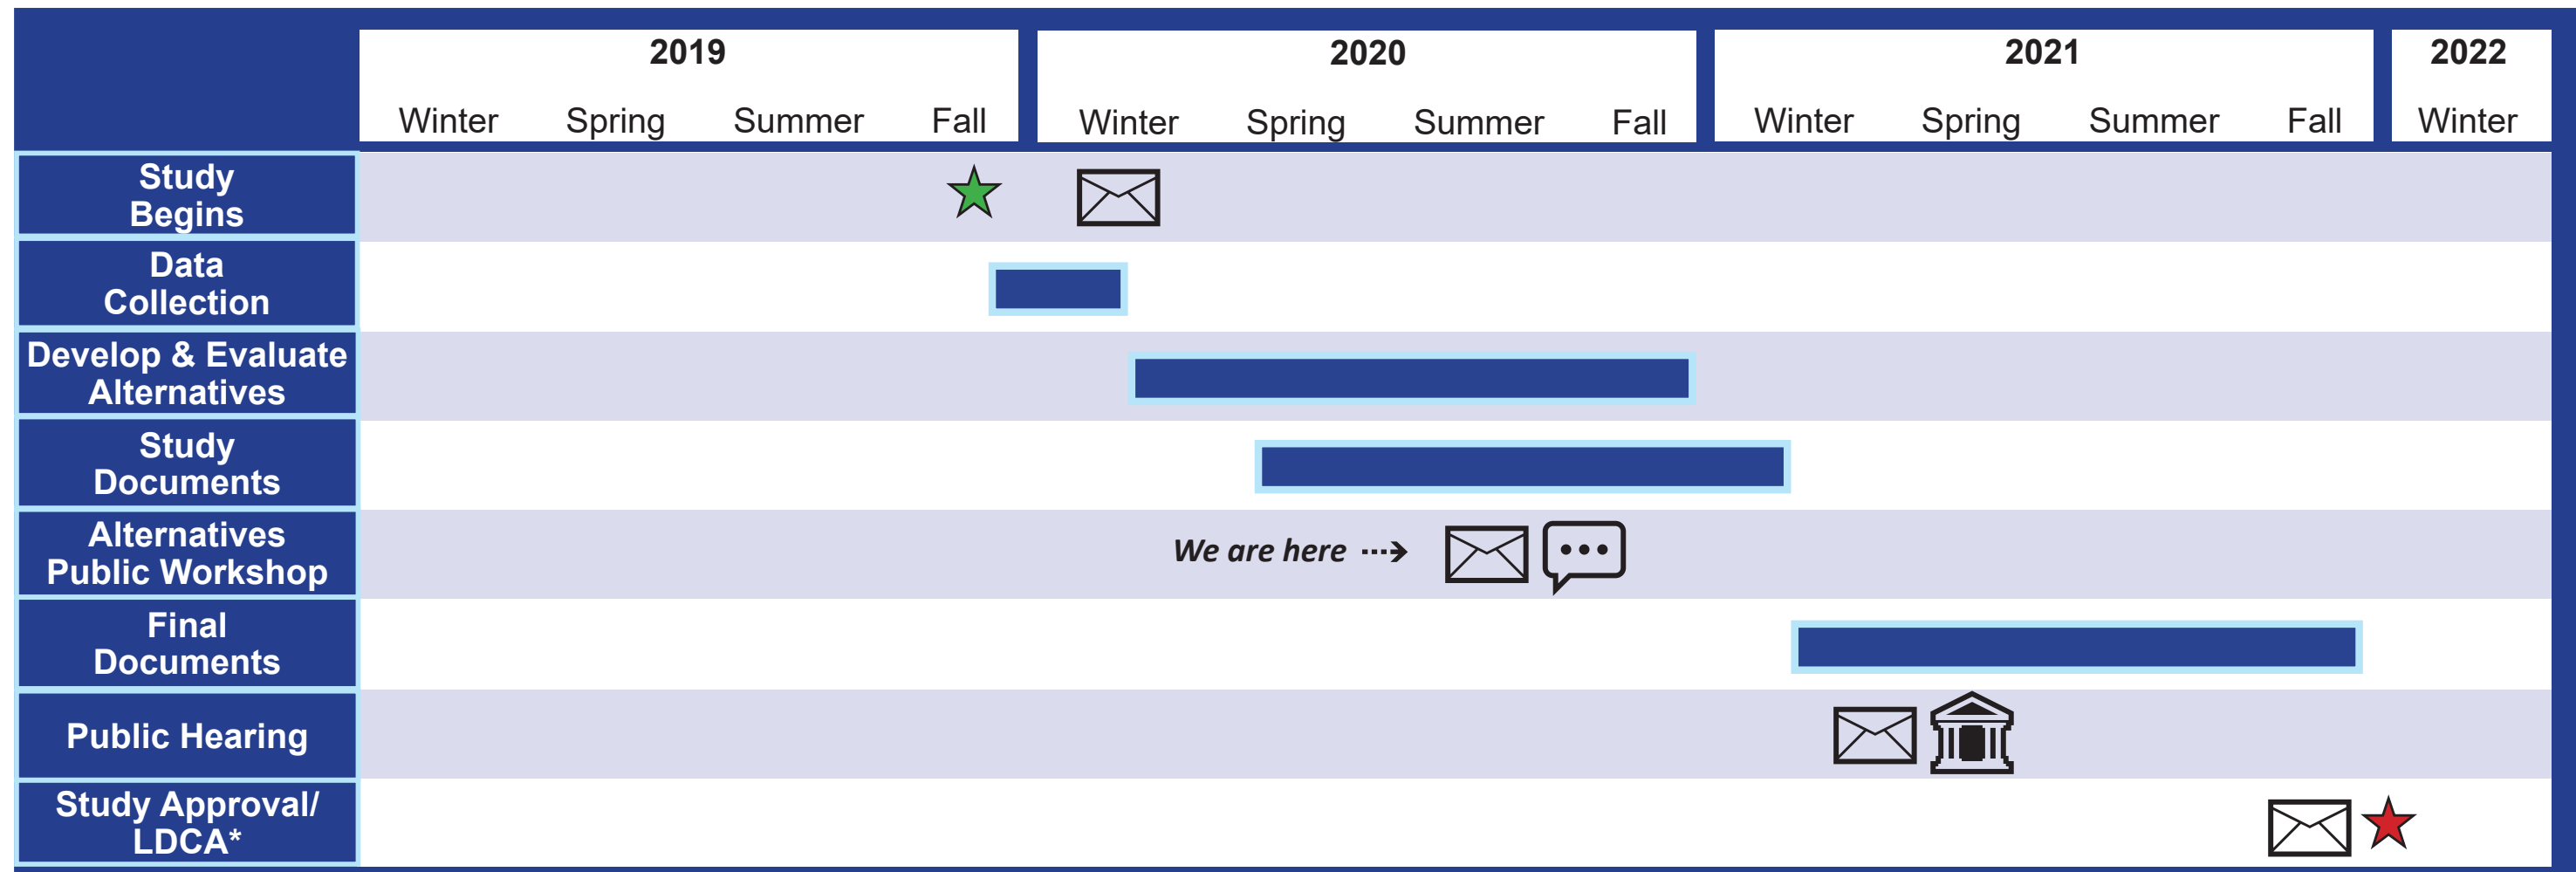 2019 2020 2021 2022
Winter Spring Summer Fall Winter Spring Summer Fall Winter Spring Summer Fall Winter
Study
Begins
Data
Collection
Develop & Evaluate
Alternatives
Study
Documents
Alternatives
Public Workshop
We are here
Final
Documents
Public Hearing
Study Approval/
LDCA*